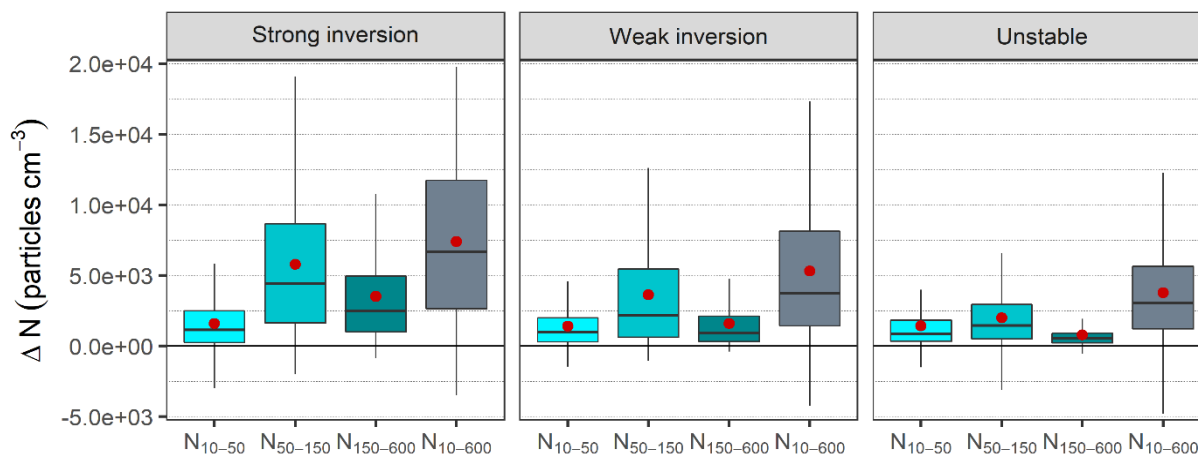 Strong inversion Weak inversion Unstable
Δ N (particles cm⁻³)
2.0e+04
1.5e+04
1.0e+04
5.0e+03
0.0e+00
-5.0e+03
N₁₀₋₅₀ N₅₀₋₁₅₀ N₁₅₀₋₆₀₀ N₁₀₋₆₀₀ N₁₀₋₅₀ N₅₀₋₁₅₀ N₁₅₀₋₆₀₀ N₁₀₋₆₀₀ N₁₀₋₅₀ N₅₀₋₁₅₀ N₁₅₀₋₆₀₀ N₁₀₋₆₀₀